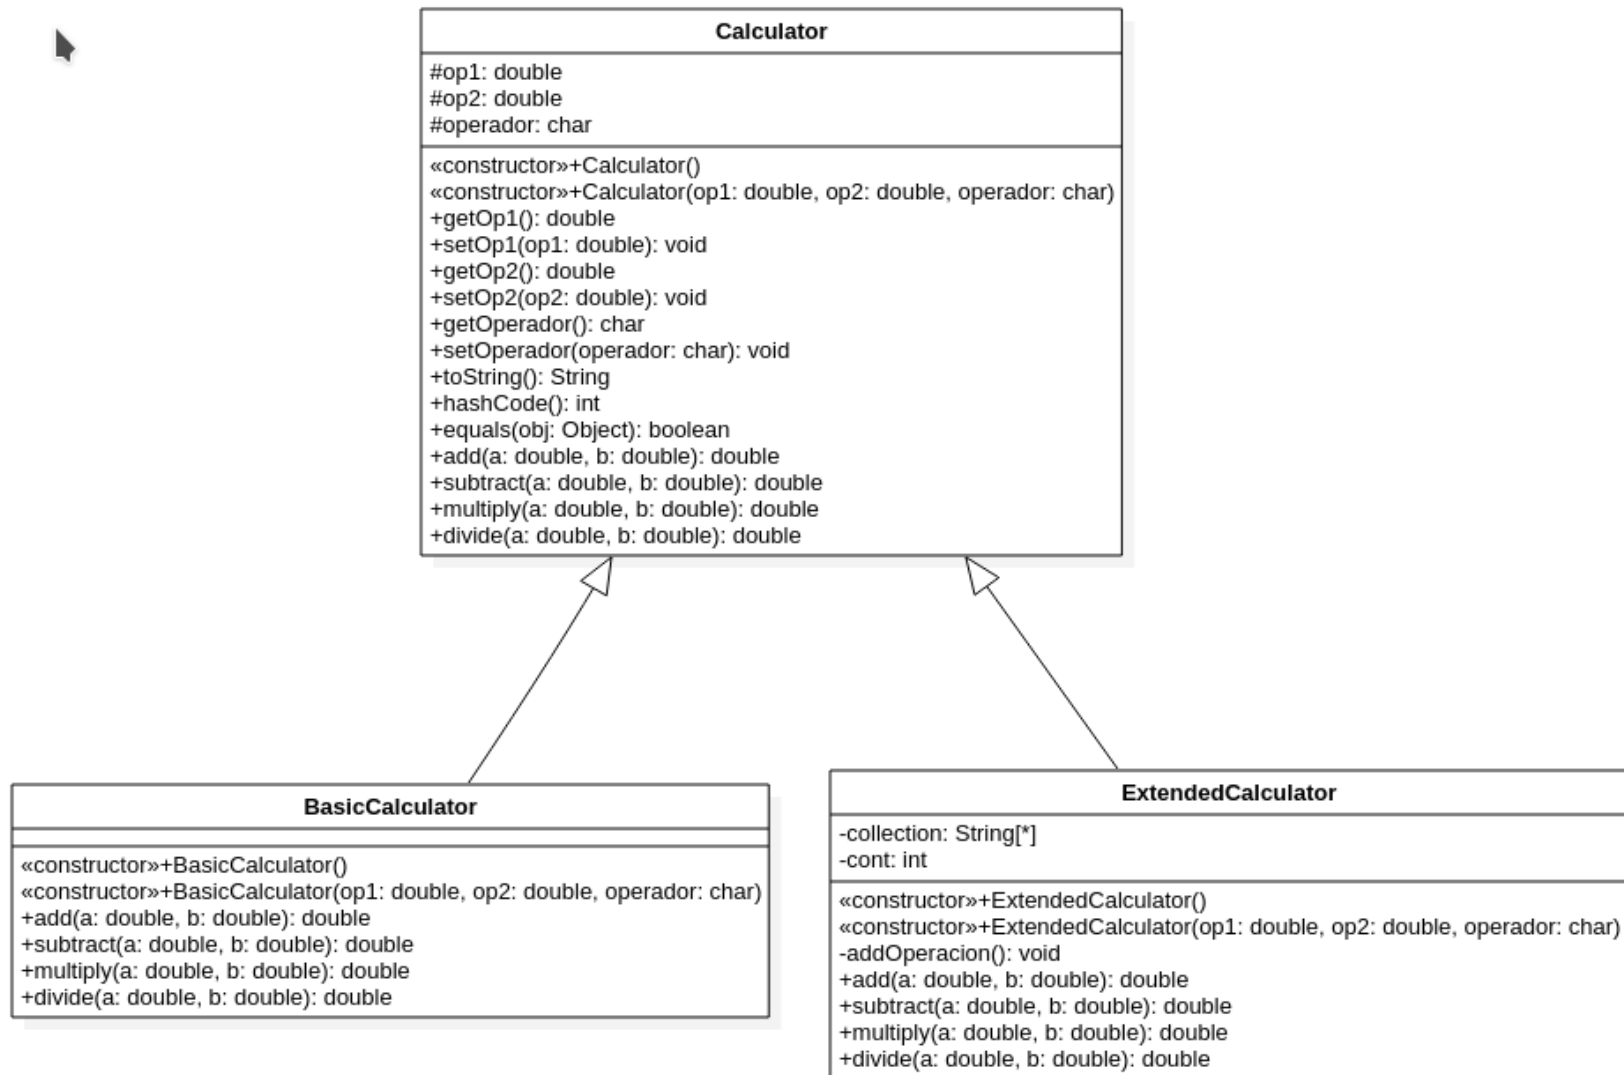 Calculator
#op1: double
#op2: double
#operador: char
«constructor»+Calculator()
«constructor»+Calculator(op1: double, op2: double, operador: char)
+getOp1(): double
+setOp1(op1: double): void
+getOp2(): double
+setOp2(op2: double): void
+getOperador(): char
+setOperador(operador: char): void
+toString(): String
+hashCode(): int
+equals(obj: Object): boolean
+add(a: double, b: double): double
+subtract(a: double, b: double): double
+multiply(a: double, b: double): double
+divide(a: double, b: double): double
BasicCalculator
«constructor»+BasicCalculator()
«constructor»+BasicCalculator(op1: double, op2: double, operador: char)
+add(a: double, b: double): double
+subtract(a: double, b: double): double
+multiply(a: double, b: double): double
+divide(a: double, b: double): double
ExtendedCalculator
-collection: String[*]
-cont: int
«constructor»+ExtendedCalculator()
«constructor»+ExtendedCalculator(op1: double, op2: double, operador: char)
-addOperacion(): void
+add(a: double, b: double): double
+subtract(a: double, b: double): double
+multiply(a: double, b: double): double
+divide(a: double, b: double): double